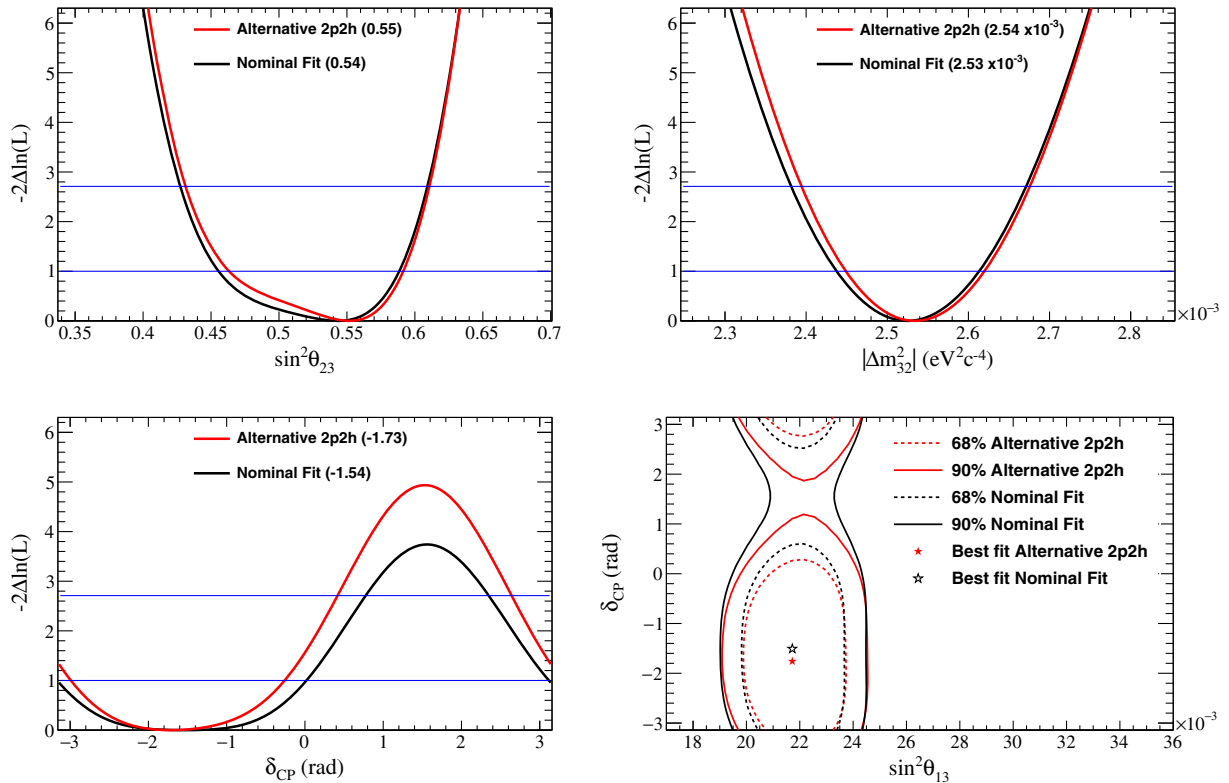 Alternative 2p2h (0.55)
Nominal Fit (0.54)
-2Δln(L)
6
5
4
3
2
1
0
0.35 0.4 0.45 0.5 0.55 0.6 0.65 0.7
sin²θ₂₃
Alternative 2p2h (2.54 x10⁻³)
Nominal Fit (2.53 x10⁻³)
-2Δln(L)
6
5
4
3
2
1
0
2.3 2.4 2.5 2.6 2.7 2.8
×10⁻³
|Δm²₃₂| (eV²c⁻⁴)
Alternative 2p2h (-1.73)
Nominal Fit (-1.54)
-2Δln(L)
6
5
4
3
2
1
0
−3 −2 −1 0 1 2 3
δCP (rad)
68% Alternative 2p2h
90% Alternative 2p2h
68% Nominal Fit
90% Nominal Fit
Best fit Alternative 2p2h
Best fit Nominal Fit
δCP (rad)
3
2
1
0
−1
−2
−3
18 20 22 24 26 28 30 32 34 36
×10⁻³
sin²θ₁₃